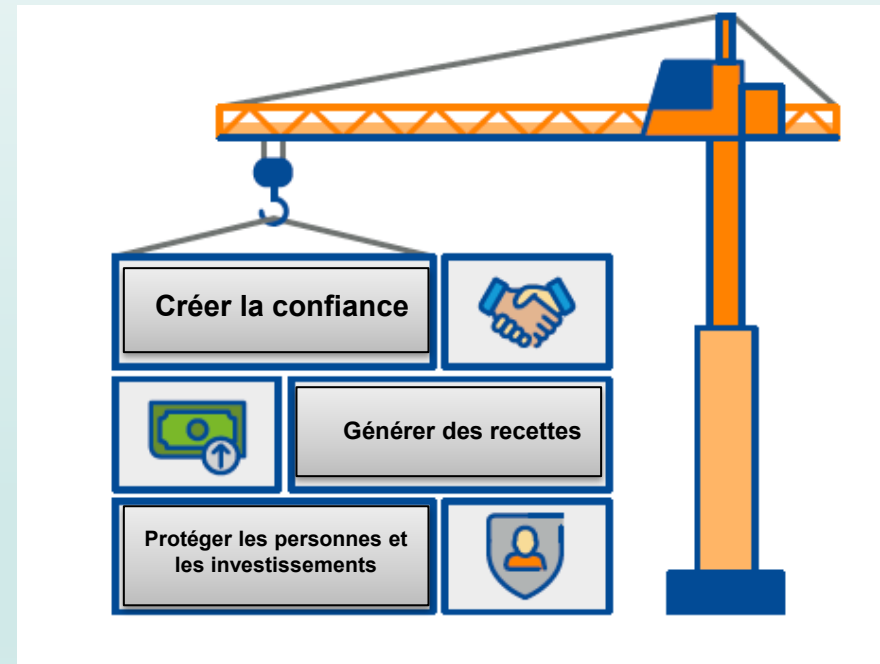 Créer la confiance
Générer des recettes
Protéger les personnes et
les investissements